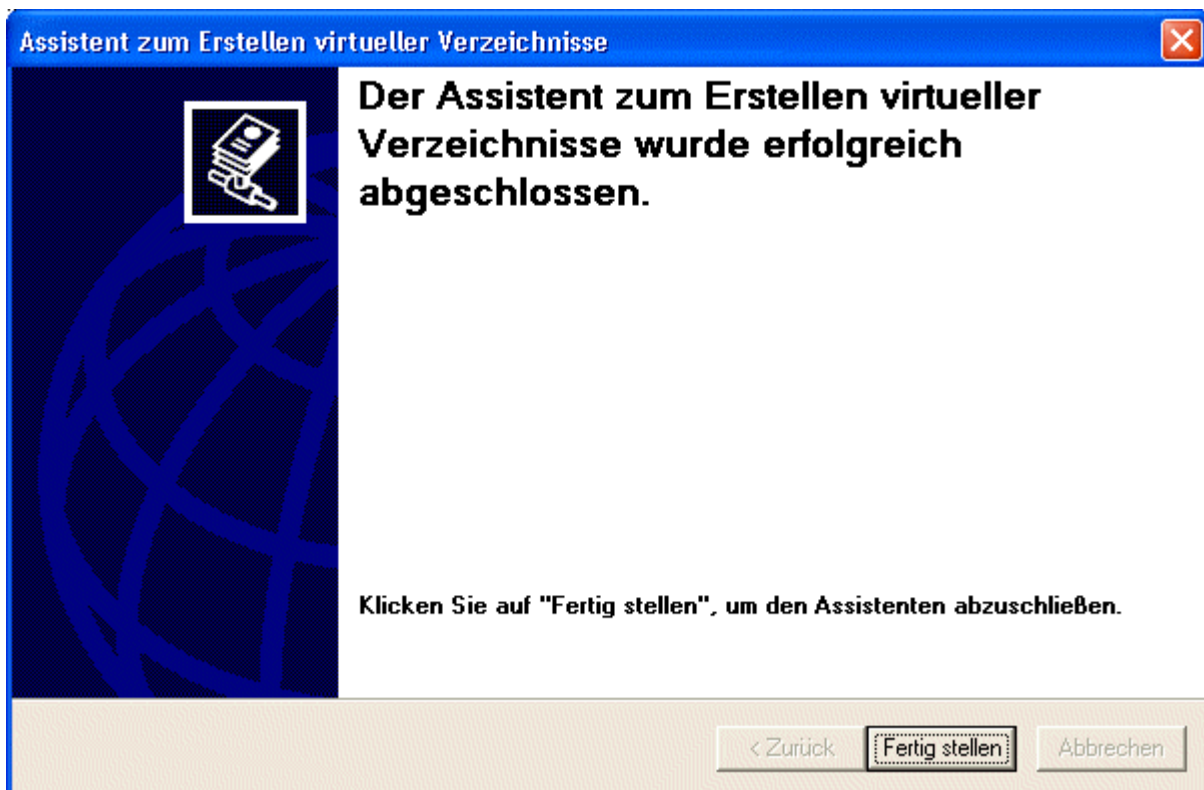 Assistent zum Erstellen virtueller Verzeichnisse
Der Assistent zum Erstellen virtueller
Verzeichnisse wurde erfolgreich
abgeschlossen.
Klicken Sie auf "Fertig stellen", um den Assistenten abzuschließen.
< Zurück Fertig stellen Abbrechen